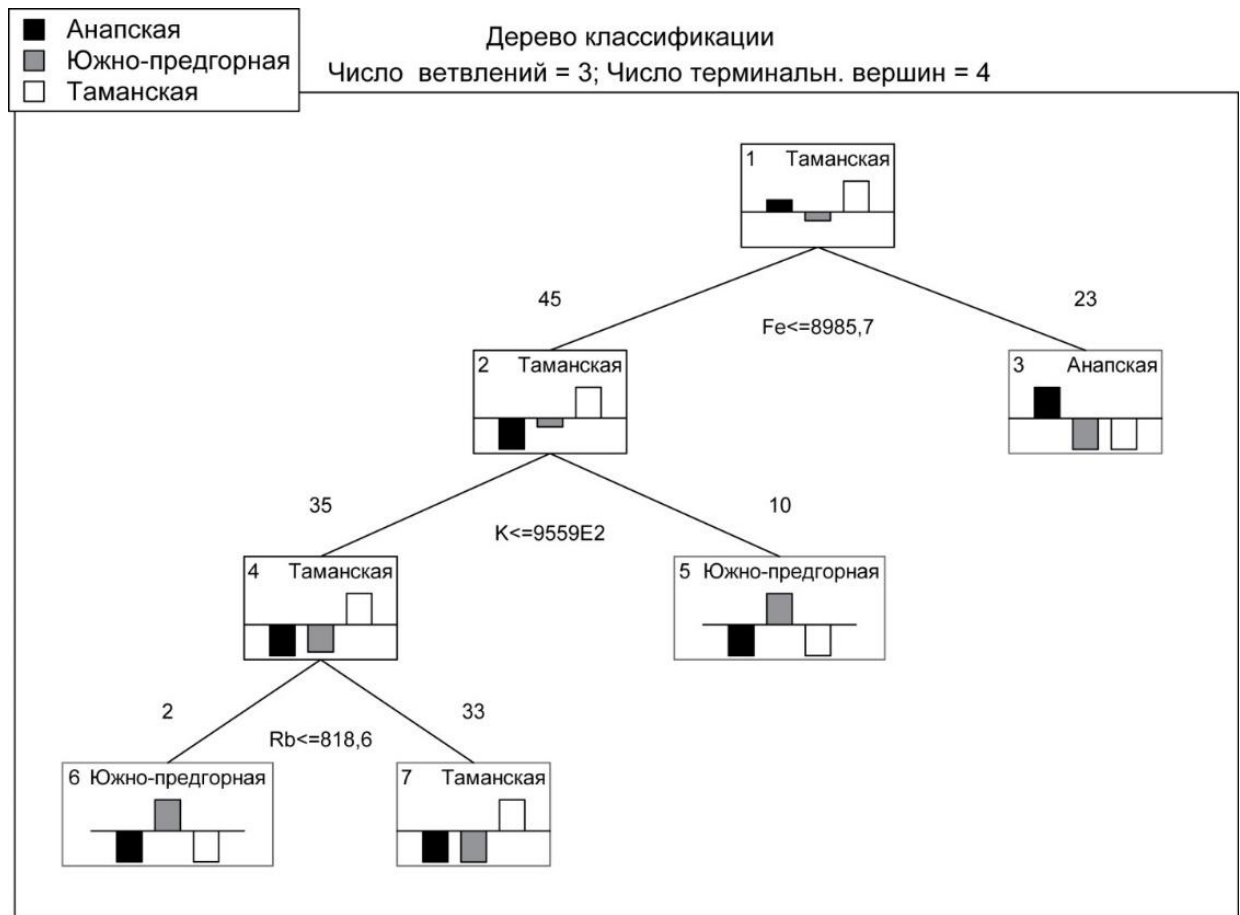 Анапская
Южно-предгорная
Таманская
Дерево классификации
Число ветвлений = 3; Число терминальн. вершин = 4
1 Таманская
45
23
Fe<=8985,7
2 Таманская
3 Анапская
35
10
K<=9559E2
4 Таманская
5 Южно-предгорная
2
33
Rb<=818,6
6 Южно-предгорная
7 Таманская